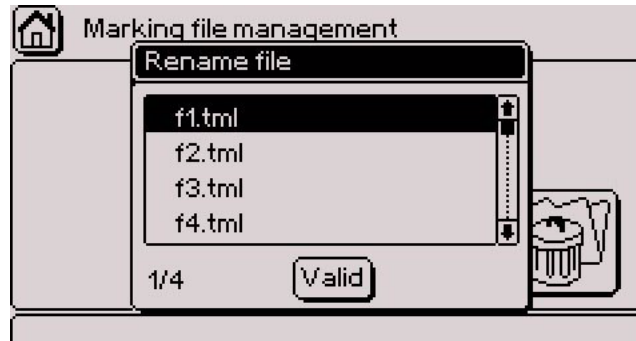 Marking file management
Rename file
f1.tml
f2.tml
f3.tml
f4.tml
1/4
Valid